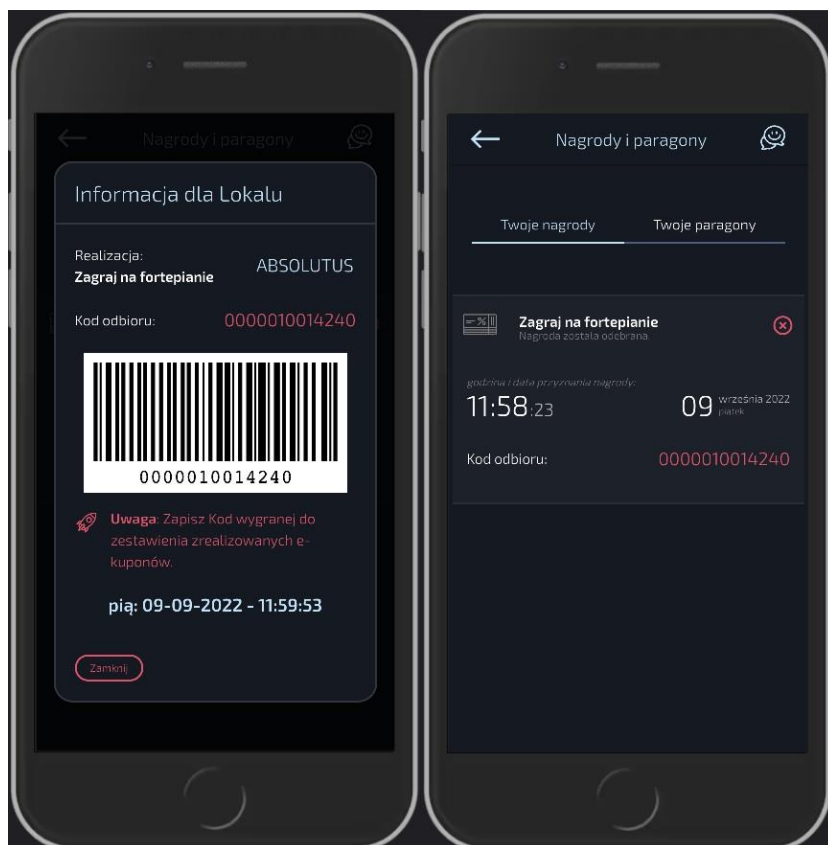 Nagrody i paragony
Informacja dla Lokalu
Realizacja:
Zagraj na fortepianie
ABSOLUTUS
Kod odbioru:
0000010014240
0000010014240
Uwaga: Zapisz Kod wygranej do
zestawienia zrealizowanych e-
kuponów.
pią: 09-09-2022 - 11:59:53
Zamknij
Nagrody i paragony
Twoje nagrody
Twoje paragony
Zagraj na fortepianie
Nagroda została odebrana.
godzina i data przyznania nagrody:
11:58:23
09 września 2022
piątek
Kod odbioru:
0000010014240